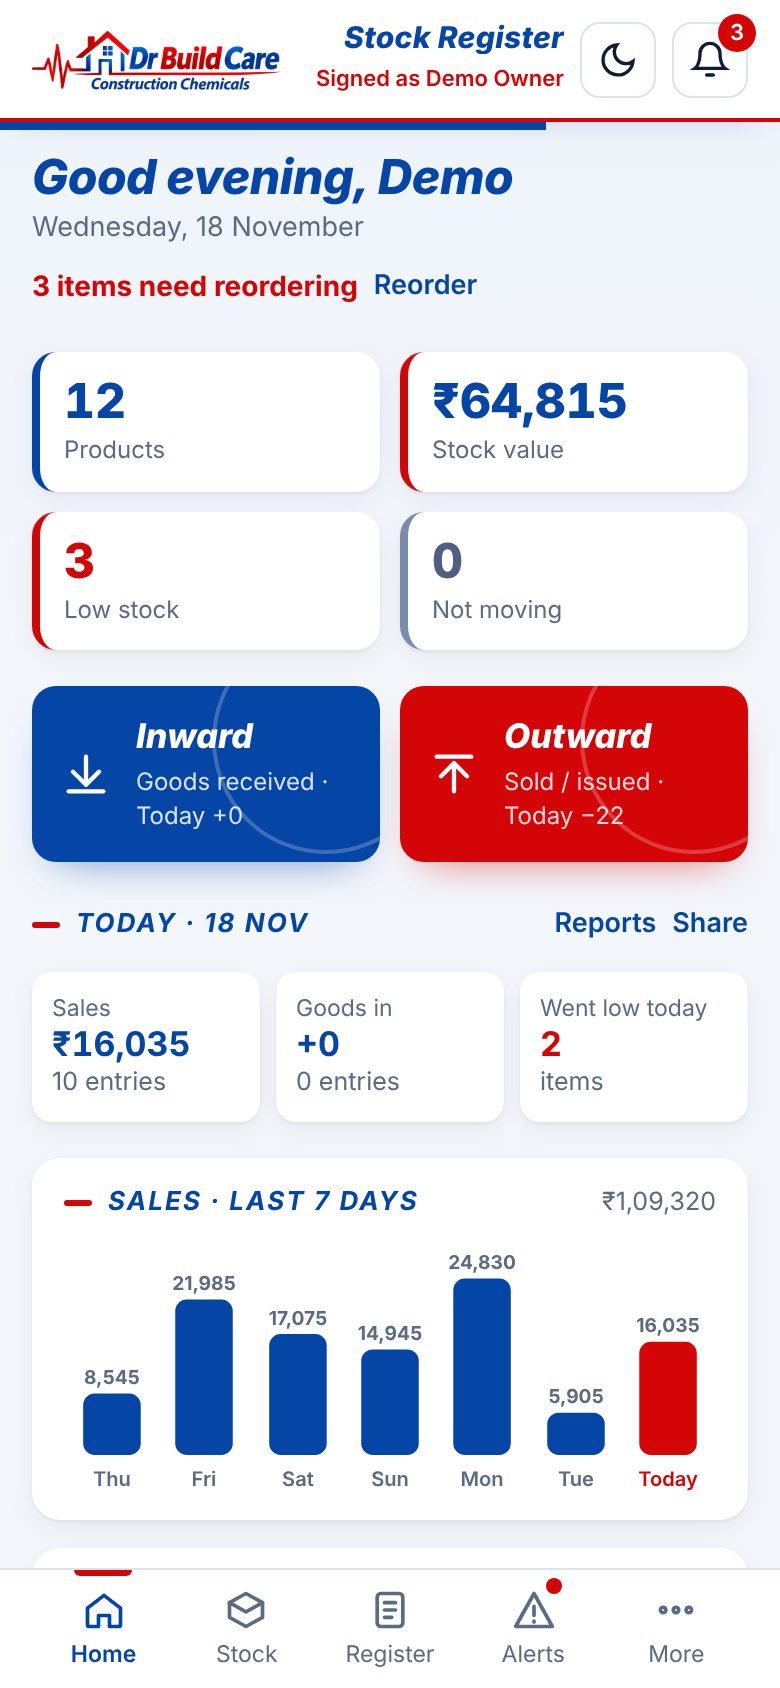 Dr Build Care
Construction Chemicals
Stock Register
Signed as Demo Owner
3
Good evening, Demo
Wednesday, 18 November
3 items need reordering Reorder
12
Products
₹64,815
Stock value
3
Low stock
0
Not moving
Inward
Goods received ·
Today +0
Outward
Sold / issued ·
Today −22
TODAY · 18 NOV
Reports Share
Sales
₹16,035
10 entries
Goods in
+0
0 entries
Went low today
2
items
SALES · LAST 7 DAYS
₹1,09,320
8,545
21,985
17,075
14,945
24,830
5,905
16,035
Thu Fri Sat Sun Mon Tue Today
Home Stock Register Alerts More